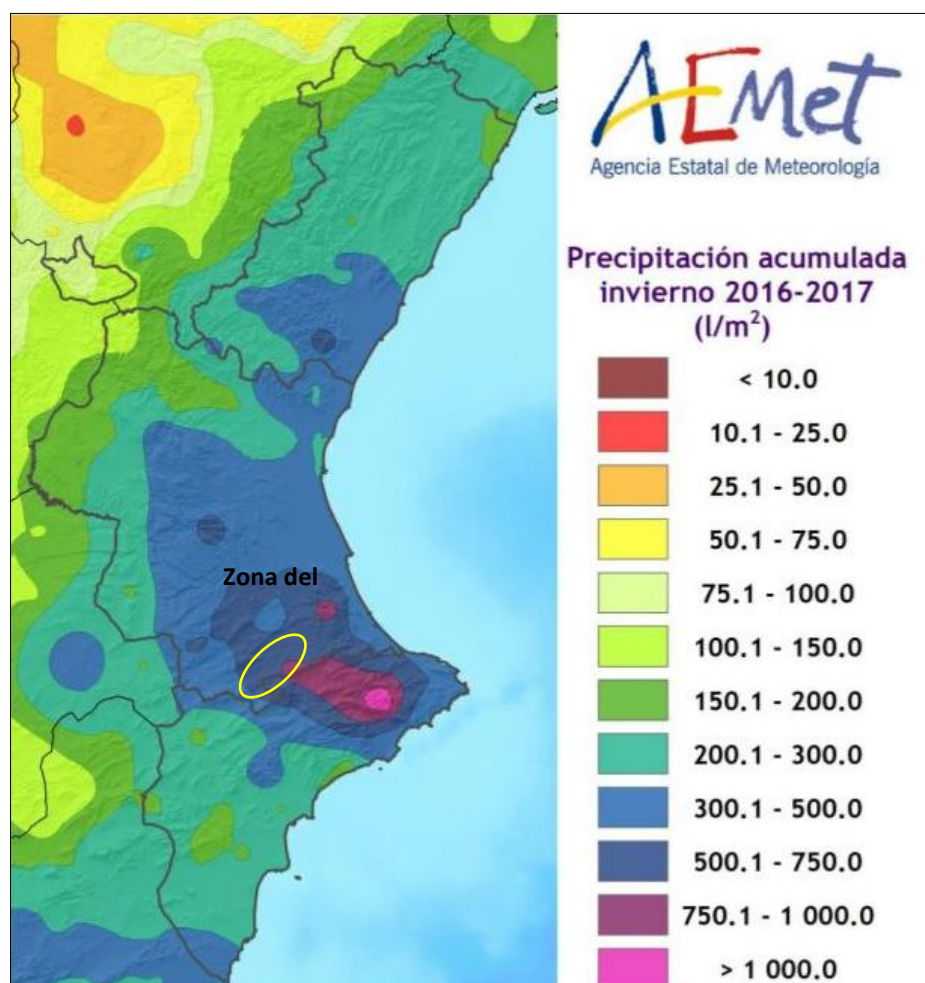 AEMet
Agencia Estatal de Meteorología
Precipitación acumulada
invierno 2016-2017
(l/m²)
< 10.0
10.1 - 25.0
25.1 - 50.0
50.1 - 75.0
75.1 - 100.0
100.1 - 150.0
150.1 - 200.0
200.1 - 300.0
300.1 - 500.0
500.1 - 750.0
750.1 - 1 000.0
> 1 000.0
Zona del